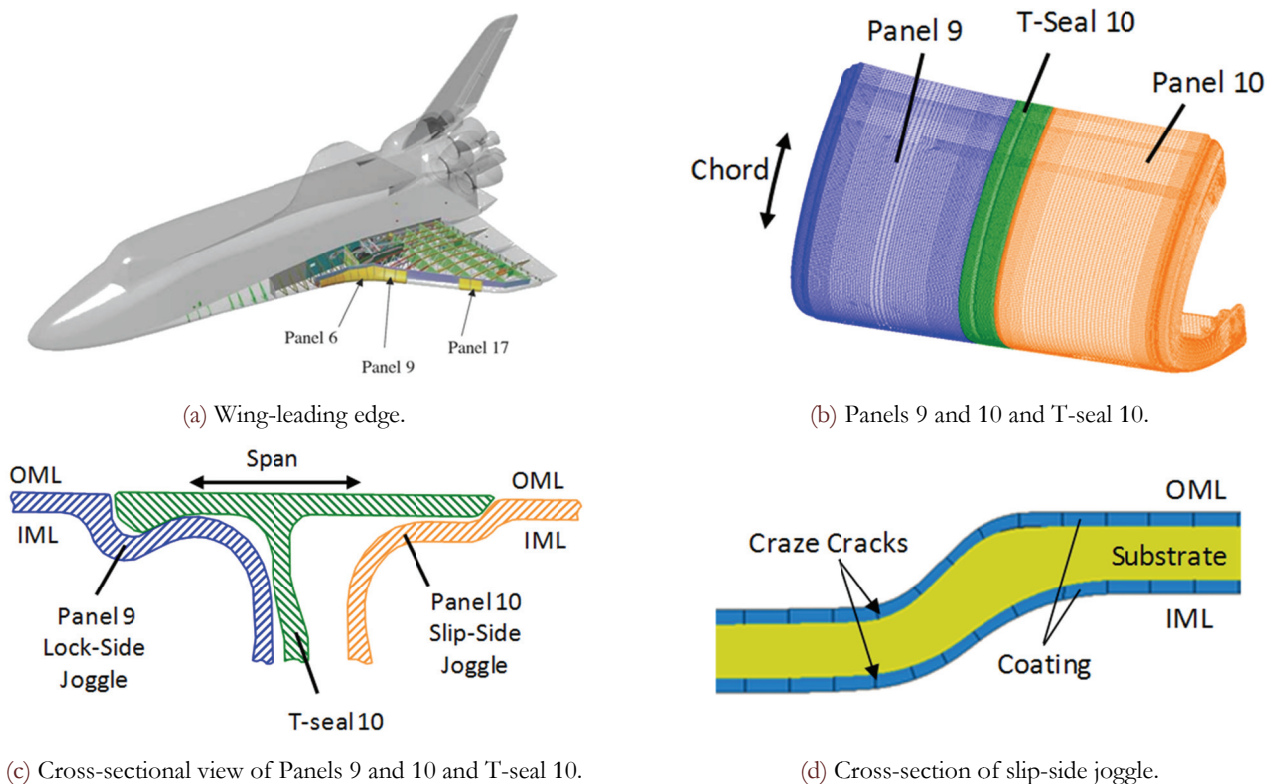 Panel 6
Panel 9
Panel 17
(a) Wing-leading edge.
Panel 9
T-Seal 10
Panel 10
Chord
(b) Panels 9 and 10 and T-seal 10.
OML
Span
OML
IML
IML
Panel 9
Lock-Side
Joggle
Panel 10
Slip-Side
Joggle
T-seal 10
(c) Cross-sectional view of Panels 9 and 10 and T-seal 10.
OML
Craze Cracks
Substrate
IML
Coating
(d) Cross-section of slip-side joggle.